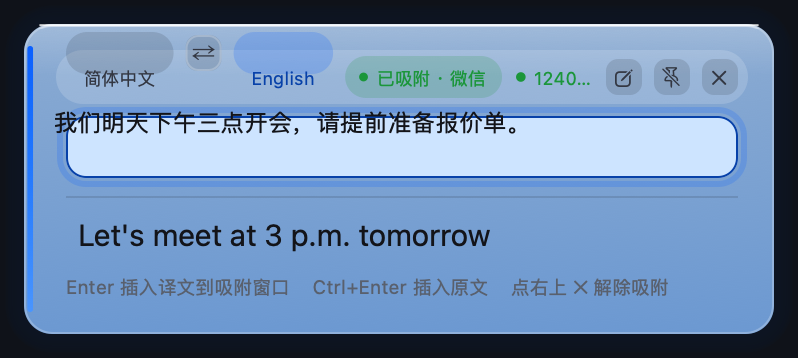 简体中文 ⇄ English ● 已吸附 · 微信 ● 1240...
我们明天下午三点开会，请提前准备报价单。
Let's meet at 3 p.m. tomorrow
Enter 插入译文到吸附窗口 Ctrl+Enter 插入原文 点右上 ✕ 解除吸附